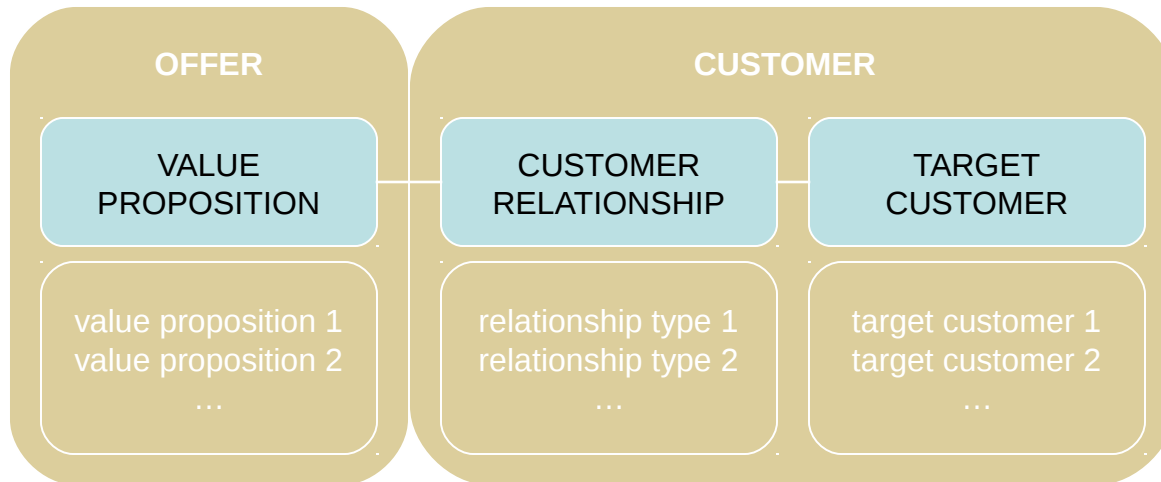 OFFER
CUSTOMER
VALUE
PROPOSITION
CUSTOMER
RELATIONSHIP
TARGET
CUSTOMER
value proposition 1
value proposition 2
…
relationship type 1
relationship type 2
…
target customer 1
target customer 2
…